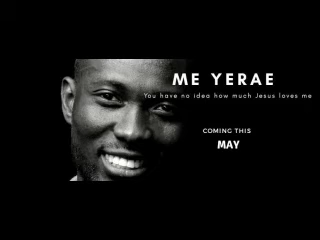 ME YERAE
You have no idea how much Jesus loves me
COMING THIS
MAY